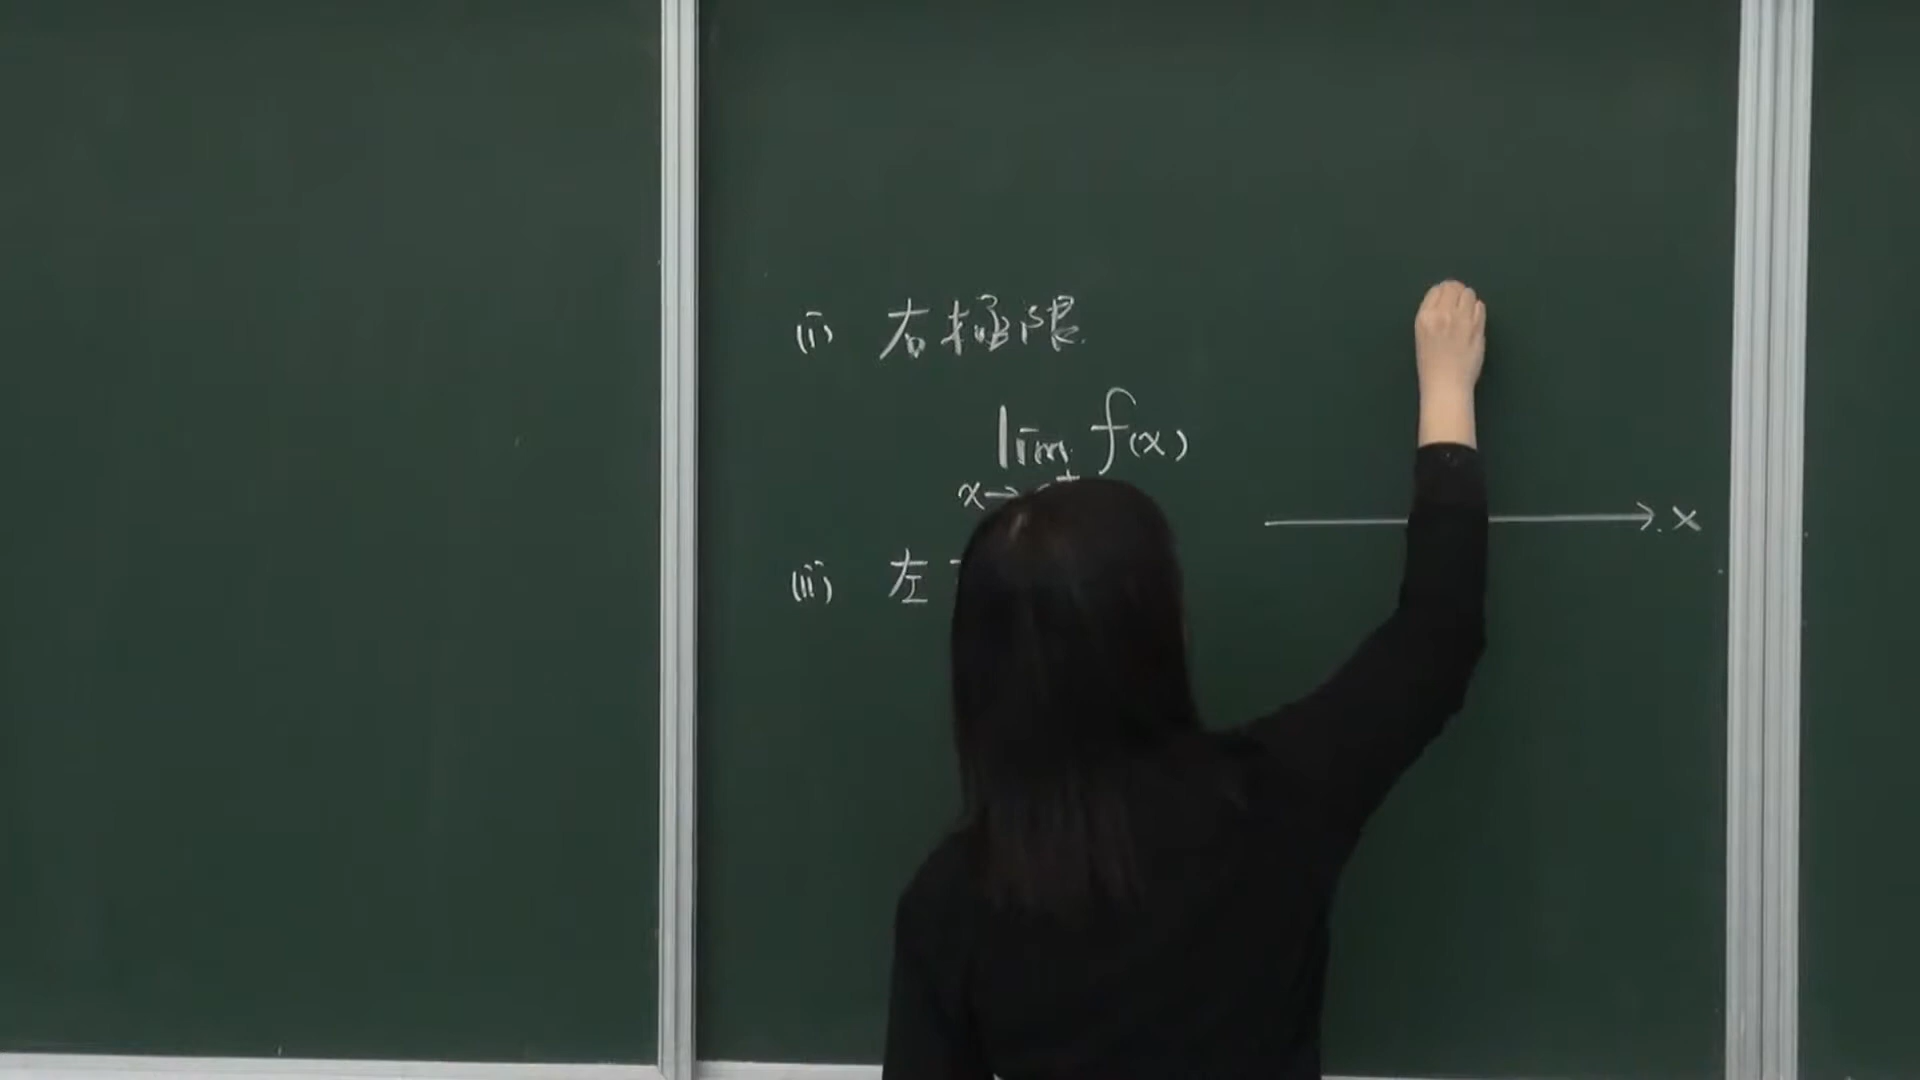 (i) 右極限
lim f(x)
x→
x
(ii) 左